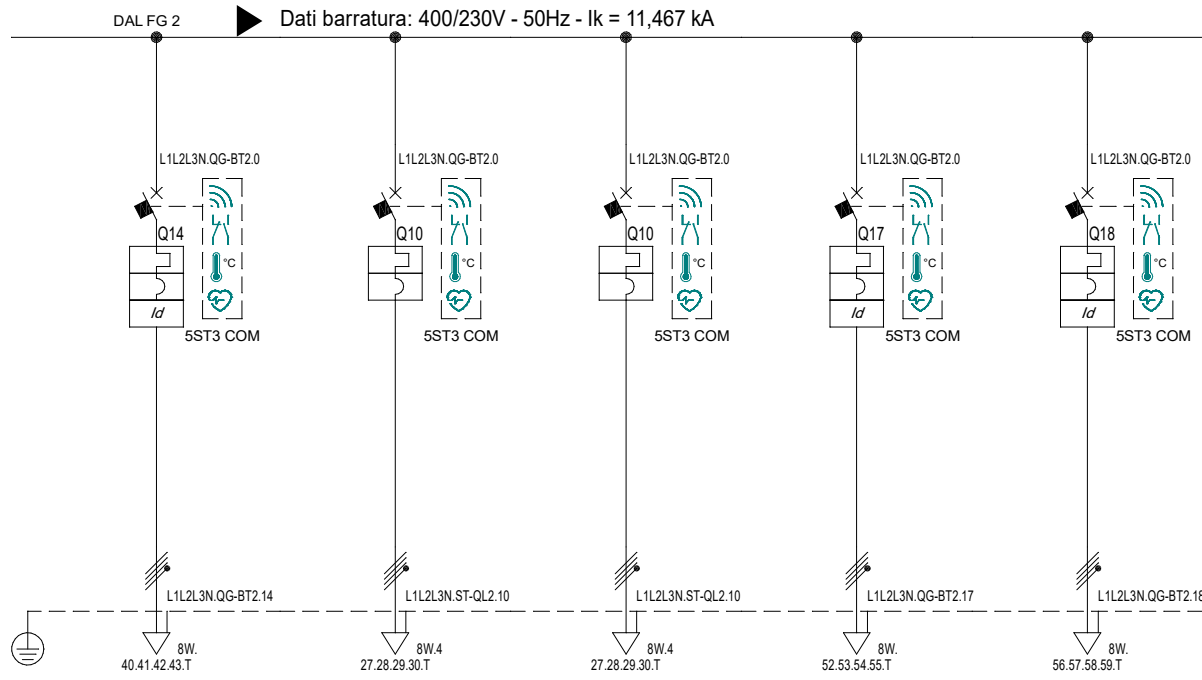 DAL FG 2
Dati barratura: 400/230V - 50Hz - Ik = 11,467 kA
L1L2L3N.QG-BT2.0
L1L2L3N.QG-BT2.0
L1L2L3N.QG-BT2.0
L1L2L3N.QG-BT2.0
L1L2L3N.QG-BT2.0
Q14
Q10
Q10
Q17
Q18
°C
°C
°C
°C
°C
Id
Id
Id
5ST3 COM
5ST3 COM
5ST3 COM
5ST3 COM
5ST3 COM
L1L2L3N.QG-BT2.14
L1L2L3N.ST-QL2.10
L1L2L3N.ST-QL2.10
L1L2L3N.QG-BT2.17
L1L2L3N.QG-BT2.18
8W.
8W.4
8W.4
8W.
8W.
40.41.42.43.T
27.28.29.30.T
27.28.29.30.T
52.53.54.55.T
56.57.58.59.T